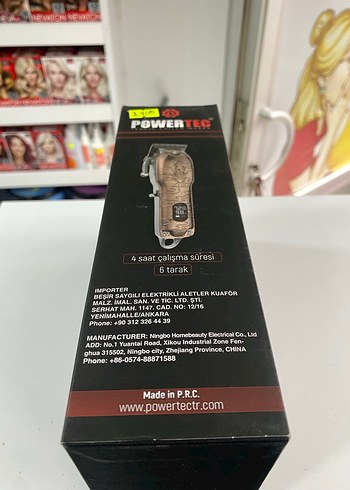 POWERTEC
4 saat çalışma süresi
6 tarak
IMPORTER
BEŞİR SAYGILI ELEKTRİKLİ ALETLER KUAFÖR
MALZ. İMAL. SAN. VE TİC. LTD. ŞTİ.
SERHAT MAH. 1147. CAD. NO: 12/16
YENİMAHALLE/ANKARA
Phone: +90 312 326 44 39
MANUFACTURER: Ningbo Homebeauty Electrical Co., Ltd
ADD: No.1 Yuantai Road, Xikou Industrial Zone Fen-
ghua 315502, Ningbo city, Zhejiang Province, CHINA
Phone: +86-0574-88871588
Made in P.R.C.
www.powertectr.com